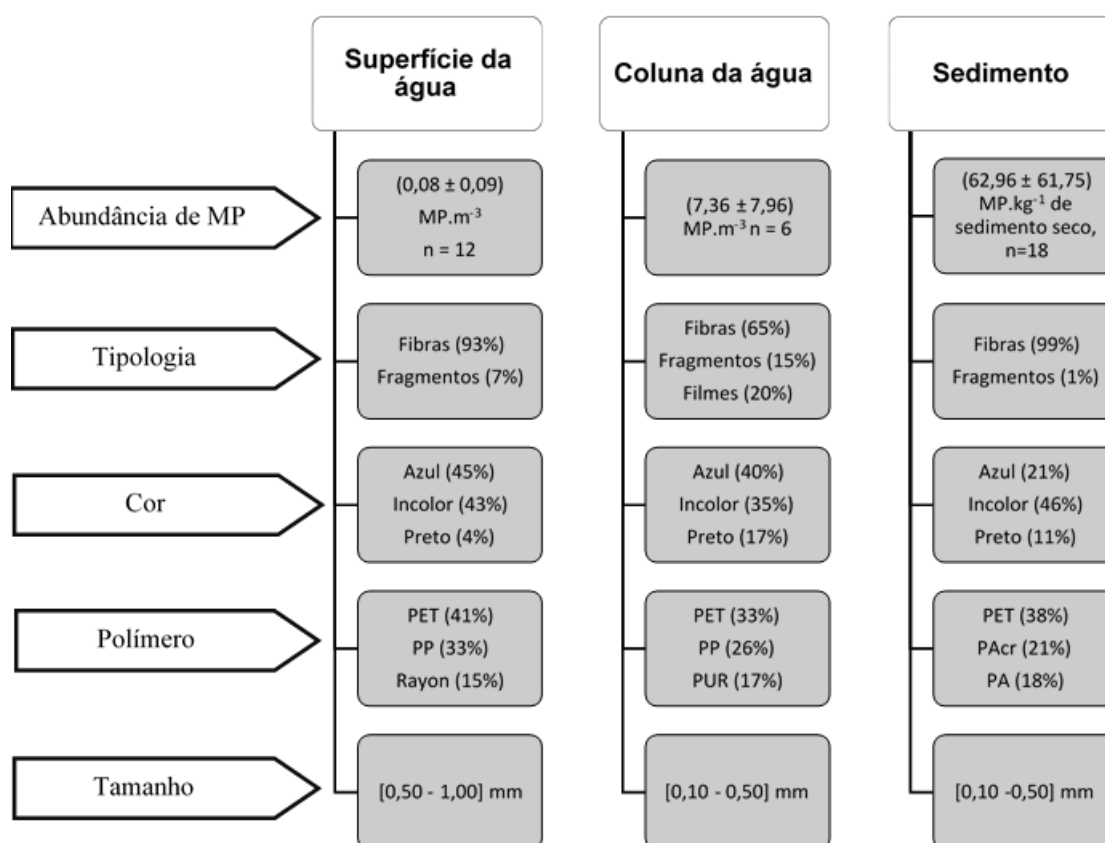 Superfície da
água
Coluna da água
Sedimento
Abundância de MP
(0,08 ± 0,09)
MP.m⁻³
n = 12
(7,36 ± 7,96)
MP.m⁻³ n = 6
(62,96 ± 61,75)
MP.kg⁻¹ de
sedimento seco,
n=18
Tipologia
Fibras (93%)
Fragmentos (7%)
Fibras (65%)
Fragmentos (15%)
Filmes (20%)
Fibras (99%)
Fragmentos (1%)
Cor
Azul (45%)
Incolor (43%)
Preto (4%)
Azul (40%)
Incolor (35%)
Preto (17%)
Azul (21%)
Incolor (46%)
Preto (11%)
Polímero
PET (41%)
PP (33%)
Rayon (15%)
PET (33%)
PP (26%)
PUR (17%)
PET (38%)
PAcr (21%)
PA (18%)
Tamanho
[0,50 - 1,00] mm
[0,10 - 0,50] mm
[0,10 -0,50] mm